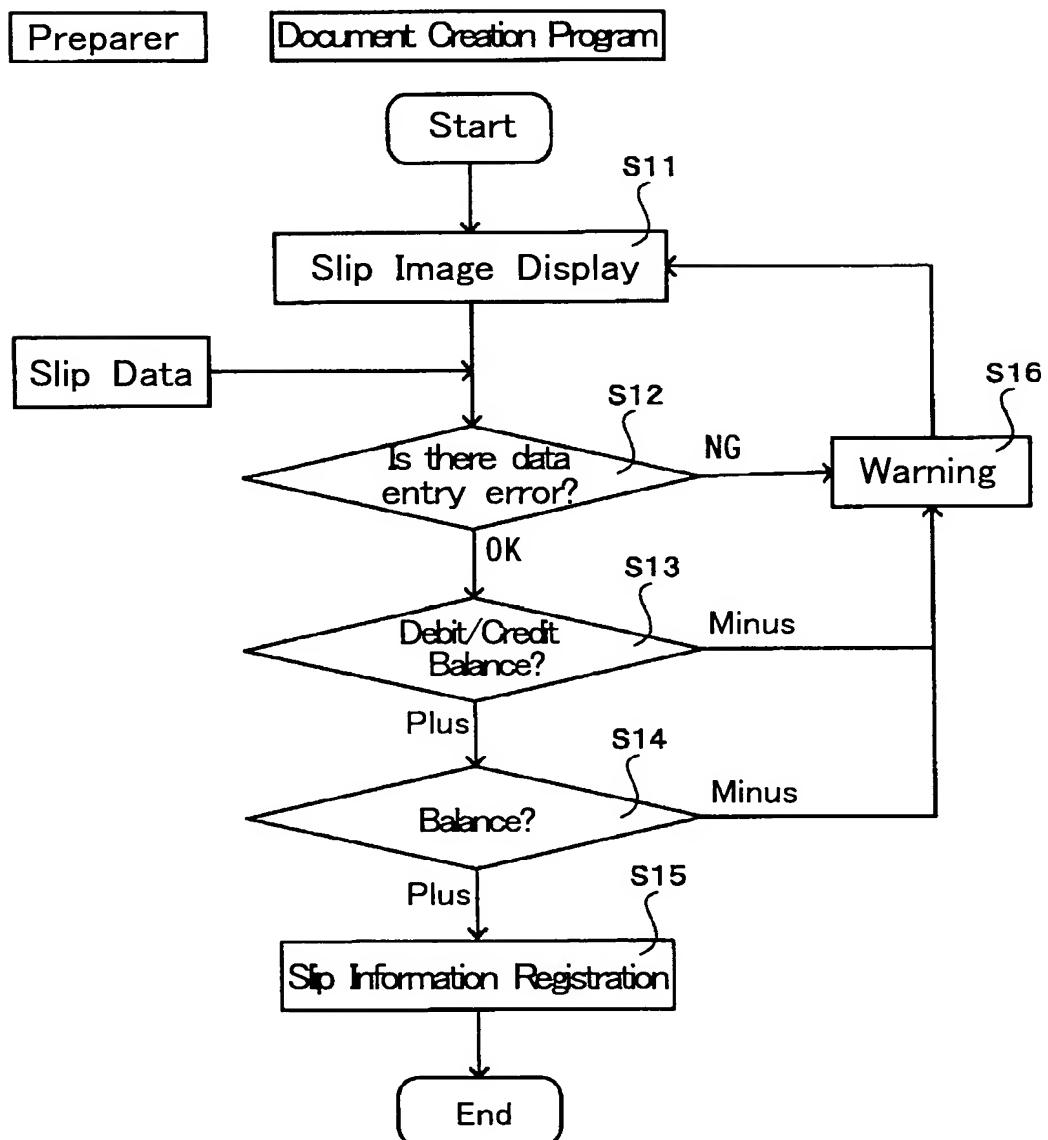 Preparer
Document Creation Program
Start
S11
Slip Image Display
Slip Data
S12
Is there data
entry error?
NG
S16
Warning
OK
S13
Debit/Credit
Balance?
Minus
Plus
S14
Balance?
Minus
Plus
S15
Slip Information Registration
End